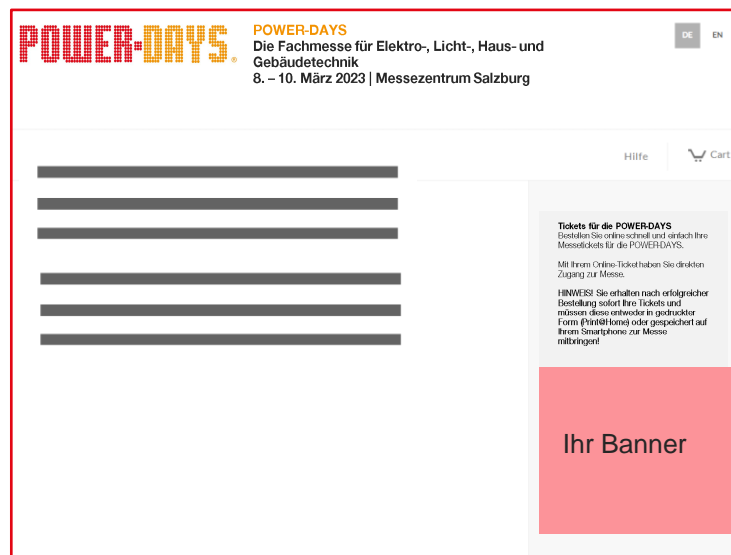 POWER-DAYS®
POWER-DAYS
Die Fachmesse für Elektro-, Licht-, Haus- und
Gebäudetechnik
8. – 10. März 2023 | Messezentrum Salzburg
DE EN
Hilfe Cart
Tickets für die POWER-DAYS
Bestellen Sie online schnell und einfach Ihre
Messetickets für die POWER-DAYS.
Mit Ihrem Online-Ticket haben Sie direkten
Zugang zur Messe.
HINWEIS! Sie erhalten nach erfolgreicher
Bestellung sofort Ihre Tickets und
müssen diese entweder in gedruckter
Form (Print@Home) oder gespeichert auf
Ihrem Smartphone zur Messe
mitbringen!
Ihr Banner